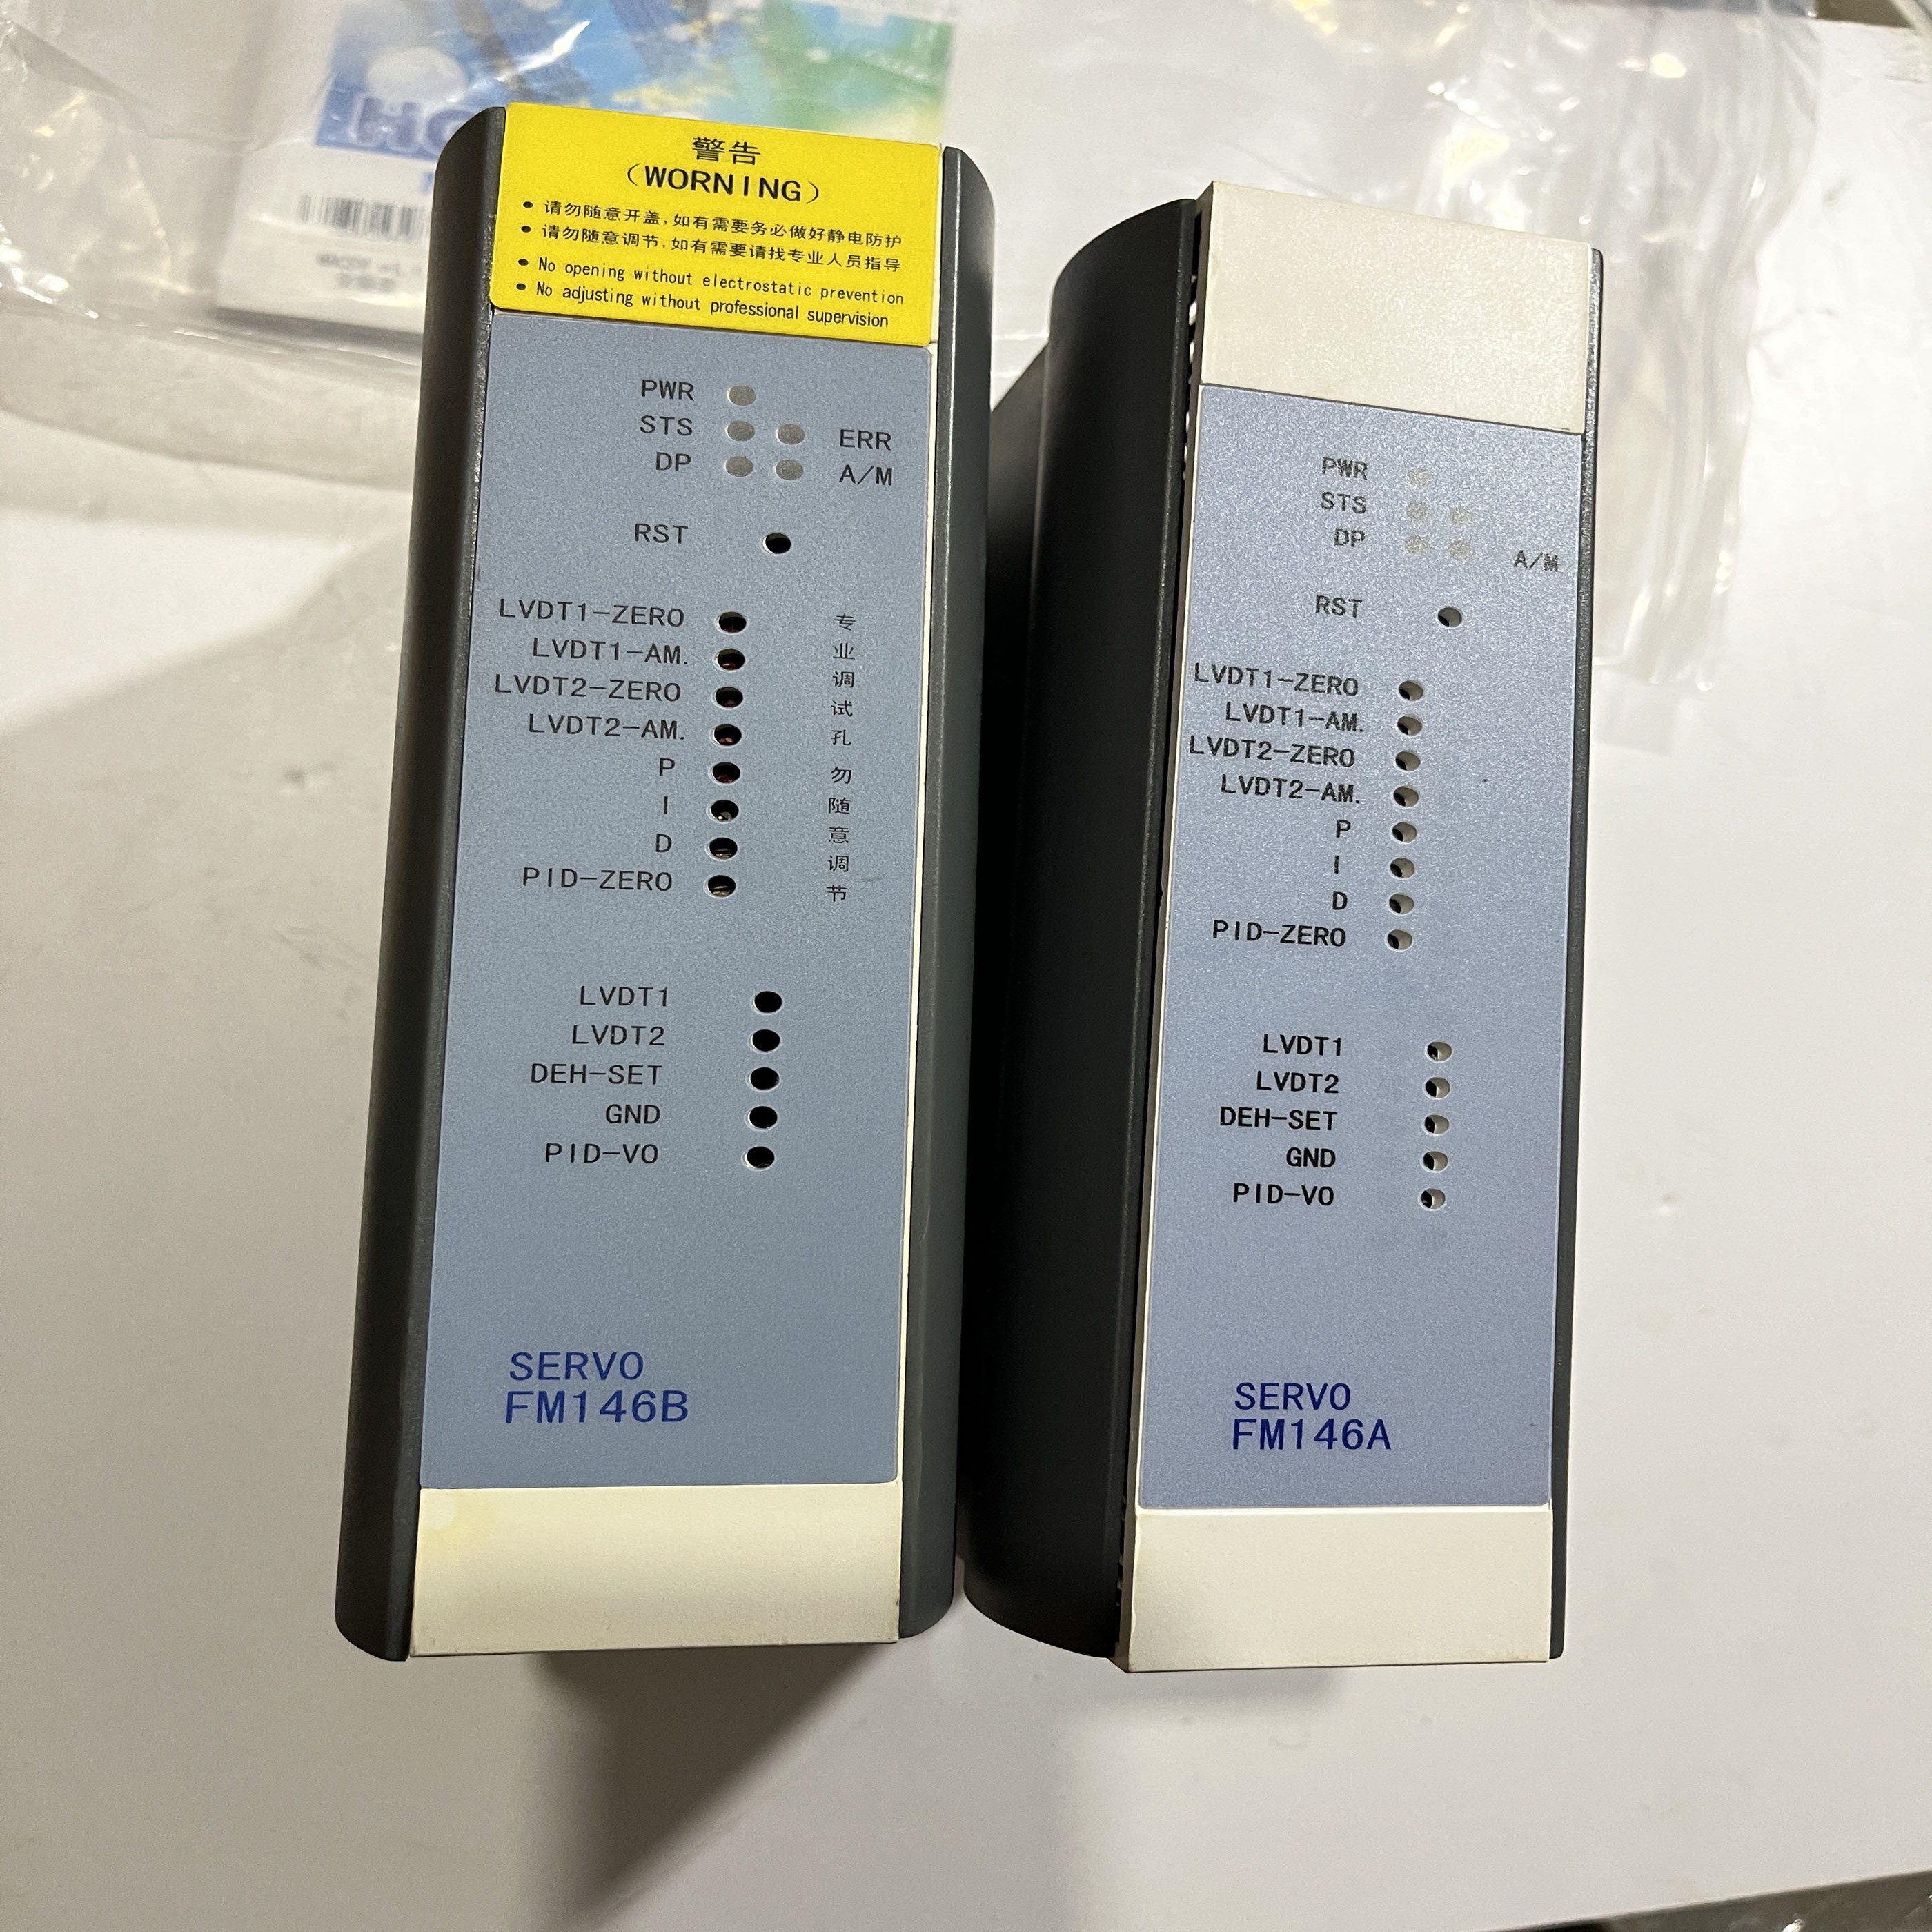 警告
（WORNING）
• 请勿随意开盖,如有需要务必做好静电防护
• 请勿随意调节,如有需要请找专业人员指导
• No opening without electrostatic prevention
• No adjusting without professional supervision
PWR
STS ERR
DP A/M
RST
LVDT1-ZERO
LVDT1-AM.
LVDT2-ZERO
LVDT2-AM.
P
I
D
PID-ZERO
专业调试孔勿随意调节
LVDT1
LVDT2
DEH-SET
GND
PID-VO
SERVO
FM146B
PWR
STS
DP A/M
RST
LVDT1-ZERO
LVDT1-AM.
LVDT2-ZERO
LVDT2-AM.
P
I
D
PID-ZERO
LVDT1
LVDT2
DEH-SET
GND
PID-VO
SERVO
FM146A